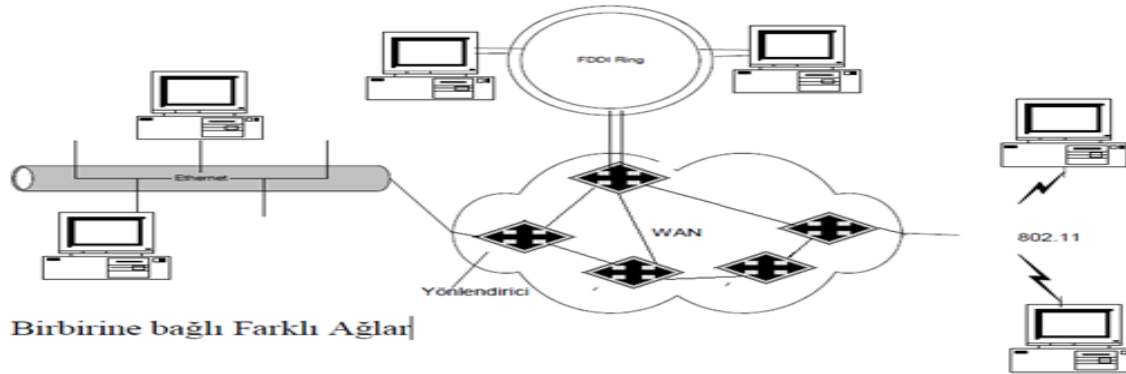 FDDI Ring
Ethernet
WAN
802.11
Yönlendirici
Birbirine bağlı Farklı Ağlar